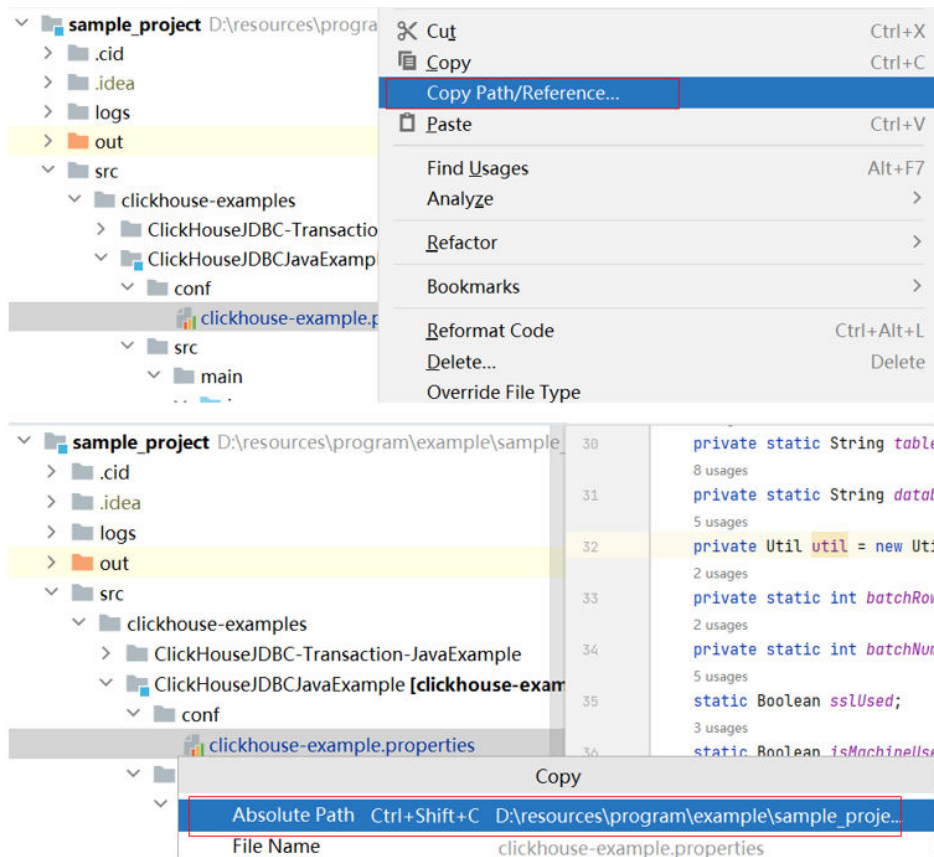 sample_project D:\resources\progra
.cid
.idea
logs
out
src
clickhouse-examples
ClickHouseJDBC-Transactio
ClickHouseJDBCJavaExampl
conf
clickhouse-example.p
src
main
Cut Ctrl+X
Copy Ctrl+C
Copy Path/Reference...
Paste Ctrl+V
Find Usages Alt+F7
Analyze
Refactor
Bookmarks
Reformat Code Ctrl+Alt+L
Delete... Delete
Override File Type
sample_project D:\resources\program\example\sample_
.cid
.idea
logs
out
src
clickhouse-examples
ClickHouseJDBC-Transaction-JavaExample
ClickHouseJDBCJavaExample [clickhouse-exam
conf
clickhouse-example.properties
30 private static String table
8 usages
31 private static String datab
5 usages
32 private Util util = new Uti
2 usages
33 private static int batchRow
2 usages
34 private static int batchNum
5 usages
35 static Boolean sslUsed;
3 usages
36 static Boolean isMachineUse
Copy
Absolute Path Ctrl+Shift+C D:\resources\program\example\sample_proje...
File Name clickhouse-example.properties